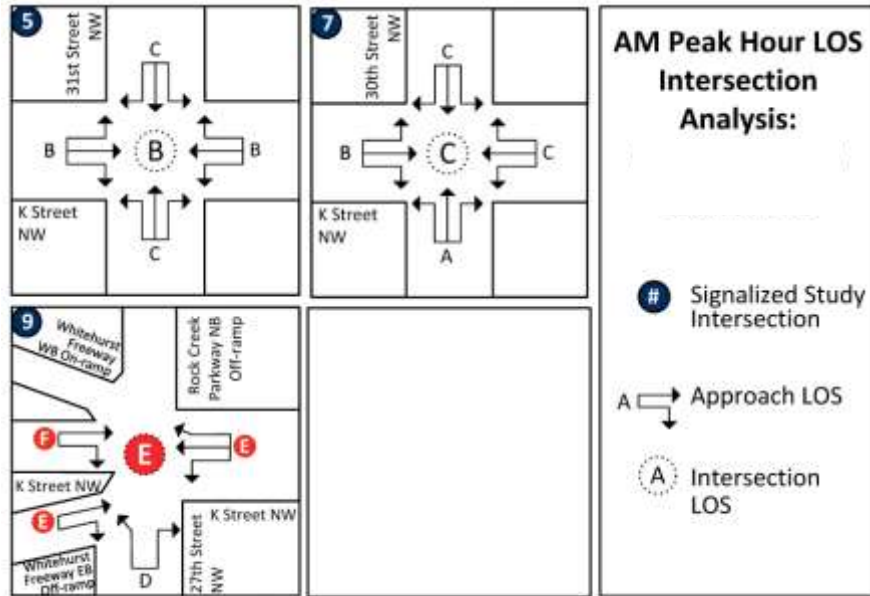 5
31st Street
NW
C
B
B
B
C
K Street
NW
7
30th Street
NW
C
B
C
C
A
K Street
NW
AM Peak Hour LOS
Intersection
Analysis:
#
Signalized Study
Intersection
A
Approach LOS
A
Intersection
LOS
9
Whitehurst
Freeway
WB On-ramp
Rock Creek
Parkway NB
Off-ramp
F
E
E
K Street NW
E
K Street NW
D
27th Street
NW
Whitehurst
Freeway EB
Off-ramp